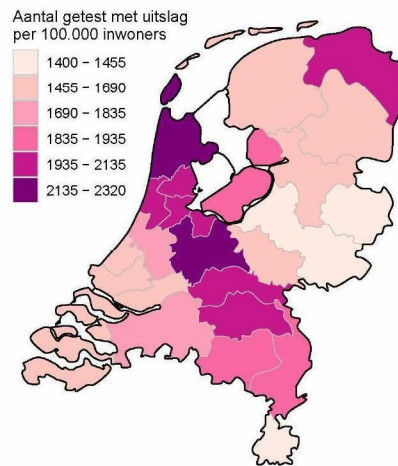 Aantal getest met uitslag
per 100.000 inwoners
1400 – 1455
1455 – 1690
1690 – 1835
1835 – 1935
1935 – 2135
2135 – 2320